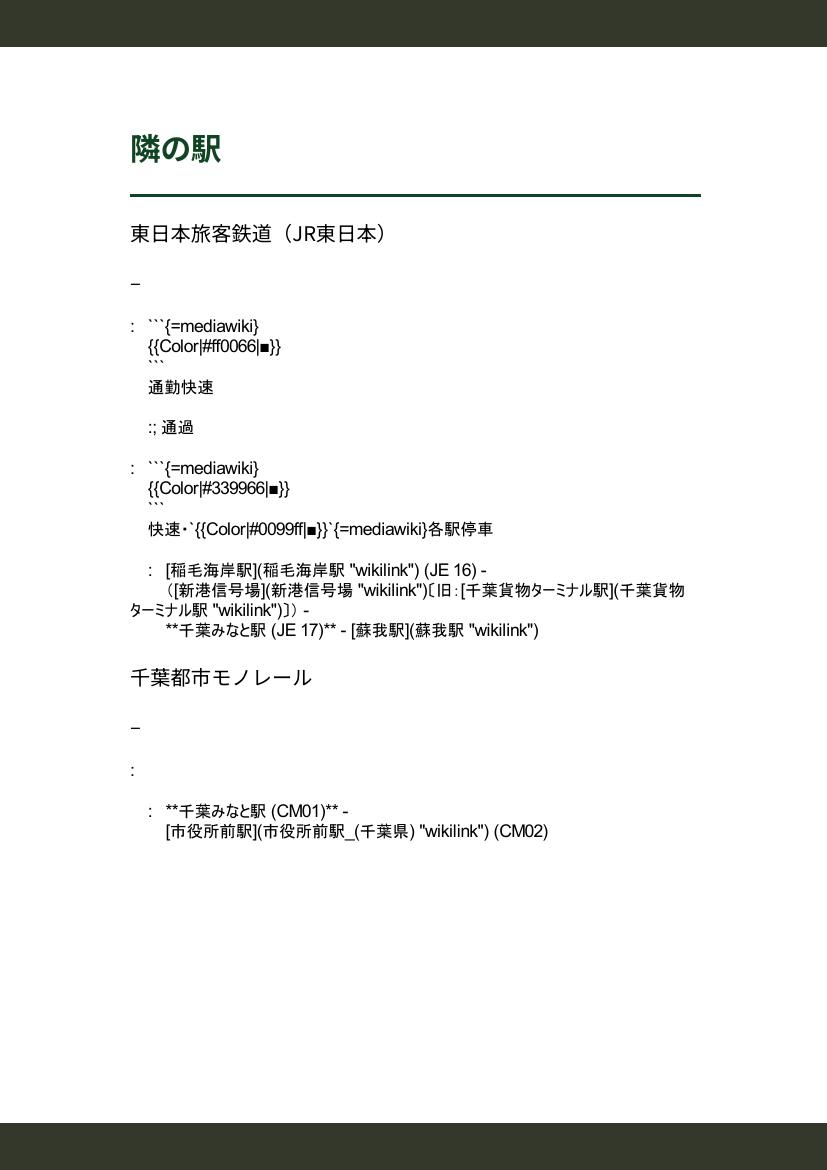 隣の駅
東日本旅客鉄道（JR東日本）
–
: ```{=mediawiki}
{{Color|#ff0066|■}}
```
通勤快速
:; 通過
: ```{=mediawiki}
{{Color|#339966|■}}
```
快速・`{{Color|#0099ff|■}}`{=mediawiki}各駅停車
: [稲毛海岸駅](稲毛海岸駅 "wikilink") (JE 16) -
（[新港信号場](新港信号場 "wikilink")〔旧：[千葉貨物ターミナル駅](千葉貨物
ターミナル駅 "wikilink")〕） -
**千葉みなと駅 (JE 17)** - [蘇我駅](蘇我駅 "wikilink")
千葉都市モノレール
–
:
: **千葉みなと駅 (CM01)** -
[市役所前駅](市役所前駅_(千葉県) "wikilink") (CM02)